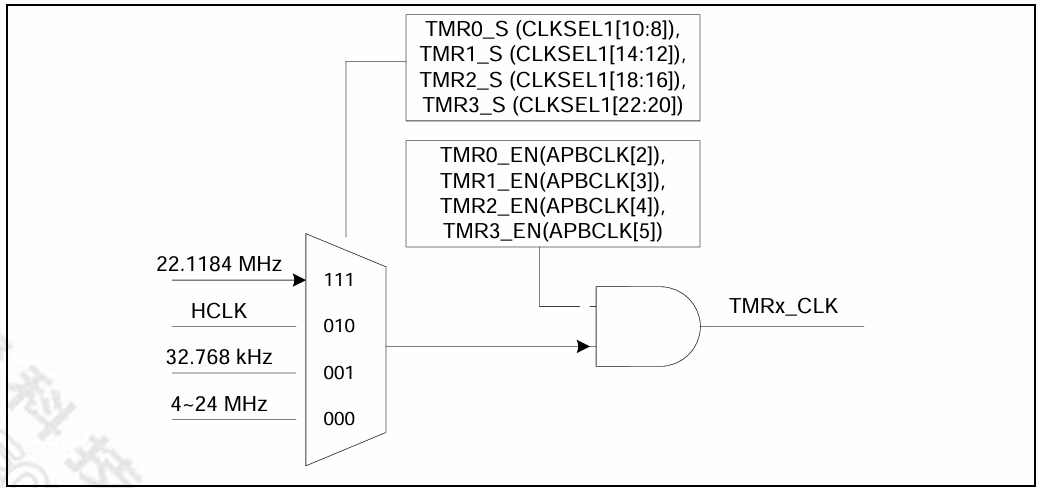 TMR0_S (CLKSEL1[10:8]),
TMR1_S (CLKSEL1[14:12]),
TMR2_S (CLKSEL1[18:16]),
TMR3_S (CLKSEL1[22:20])
TMR0_EN(APBCLK[2]),
TMR1_EN(APBCLK[3]),
TMR2_EN(APBCLK[4]),
TMR3_EN(APBCLK[5])
22.1184 MHz
111
HCLK
010
32.768 kHz
001
4~24 MHz
000
TMRx_CLK
科技